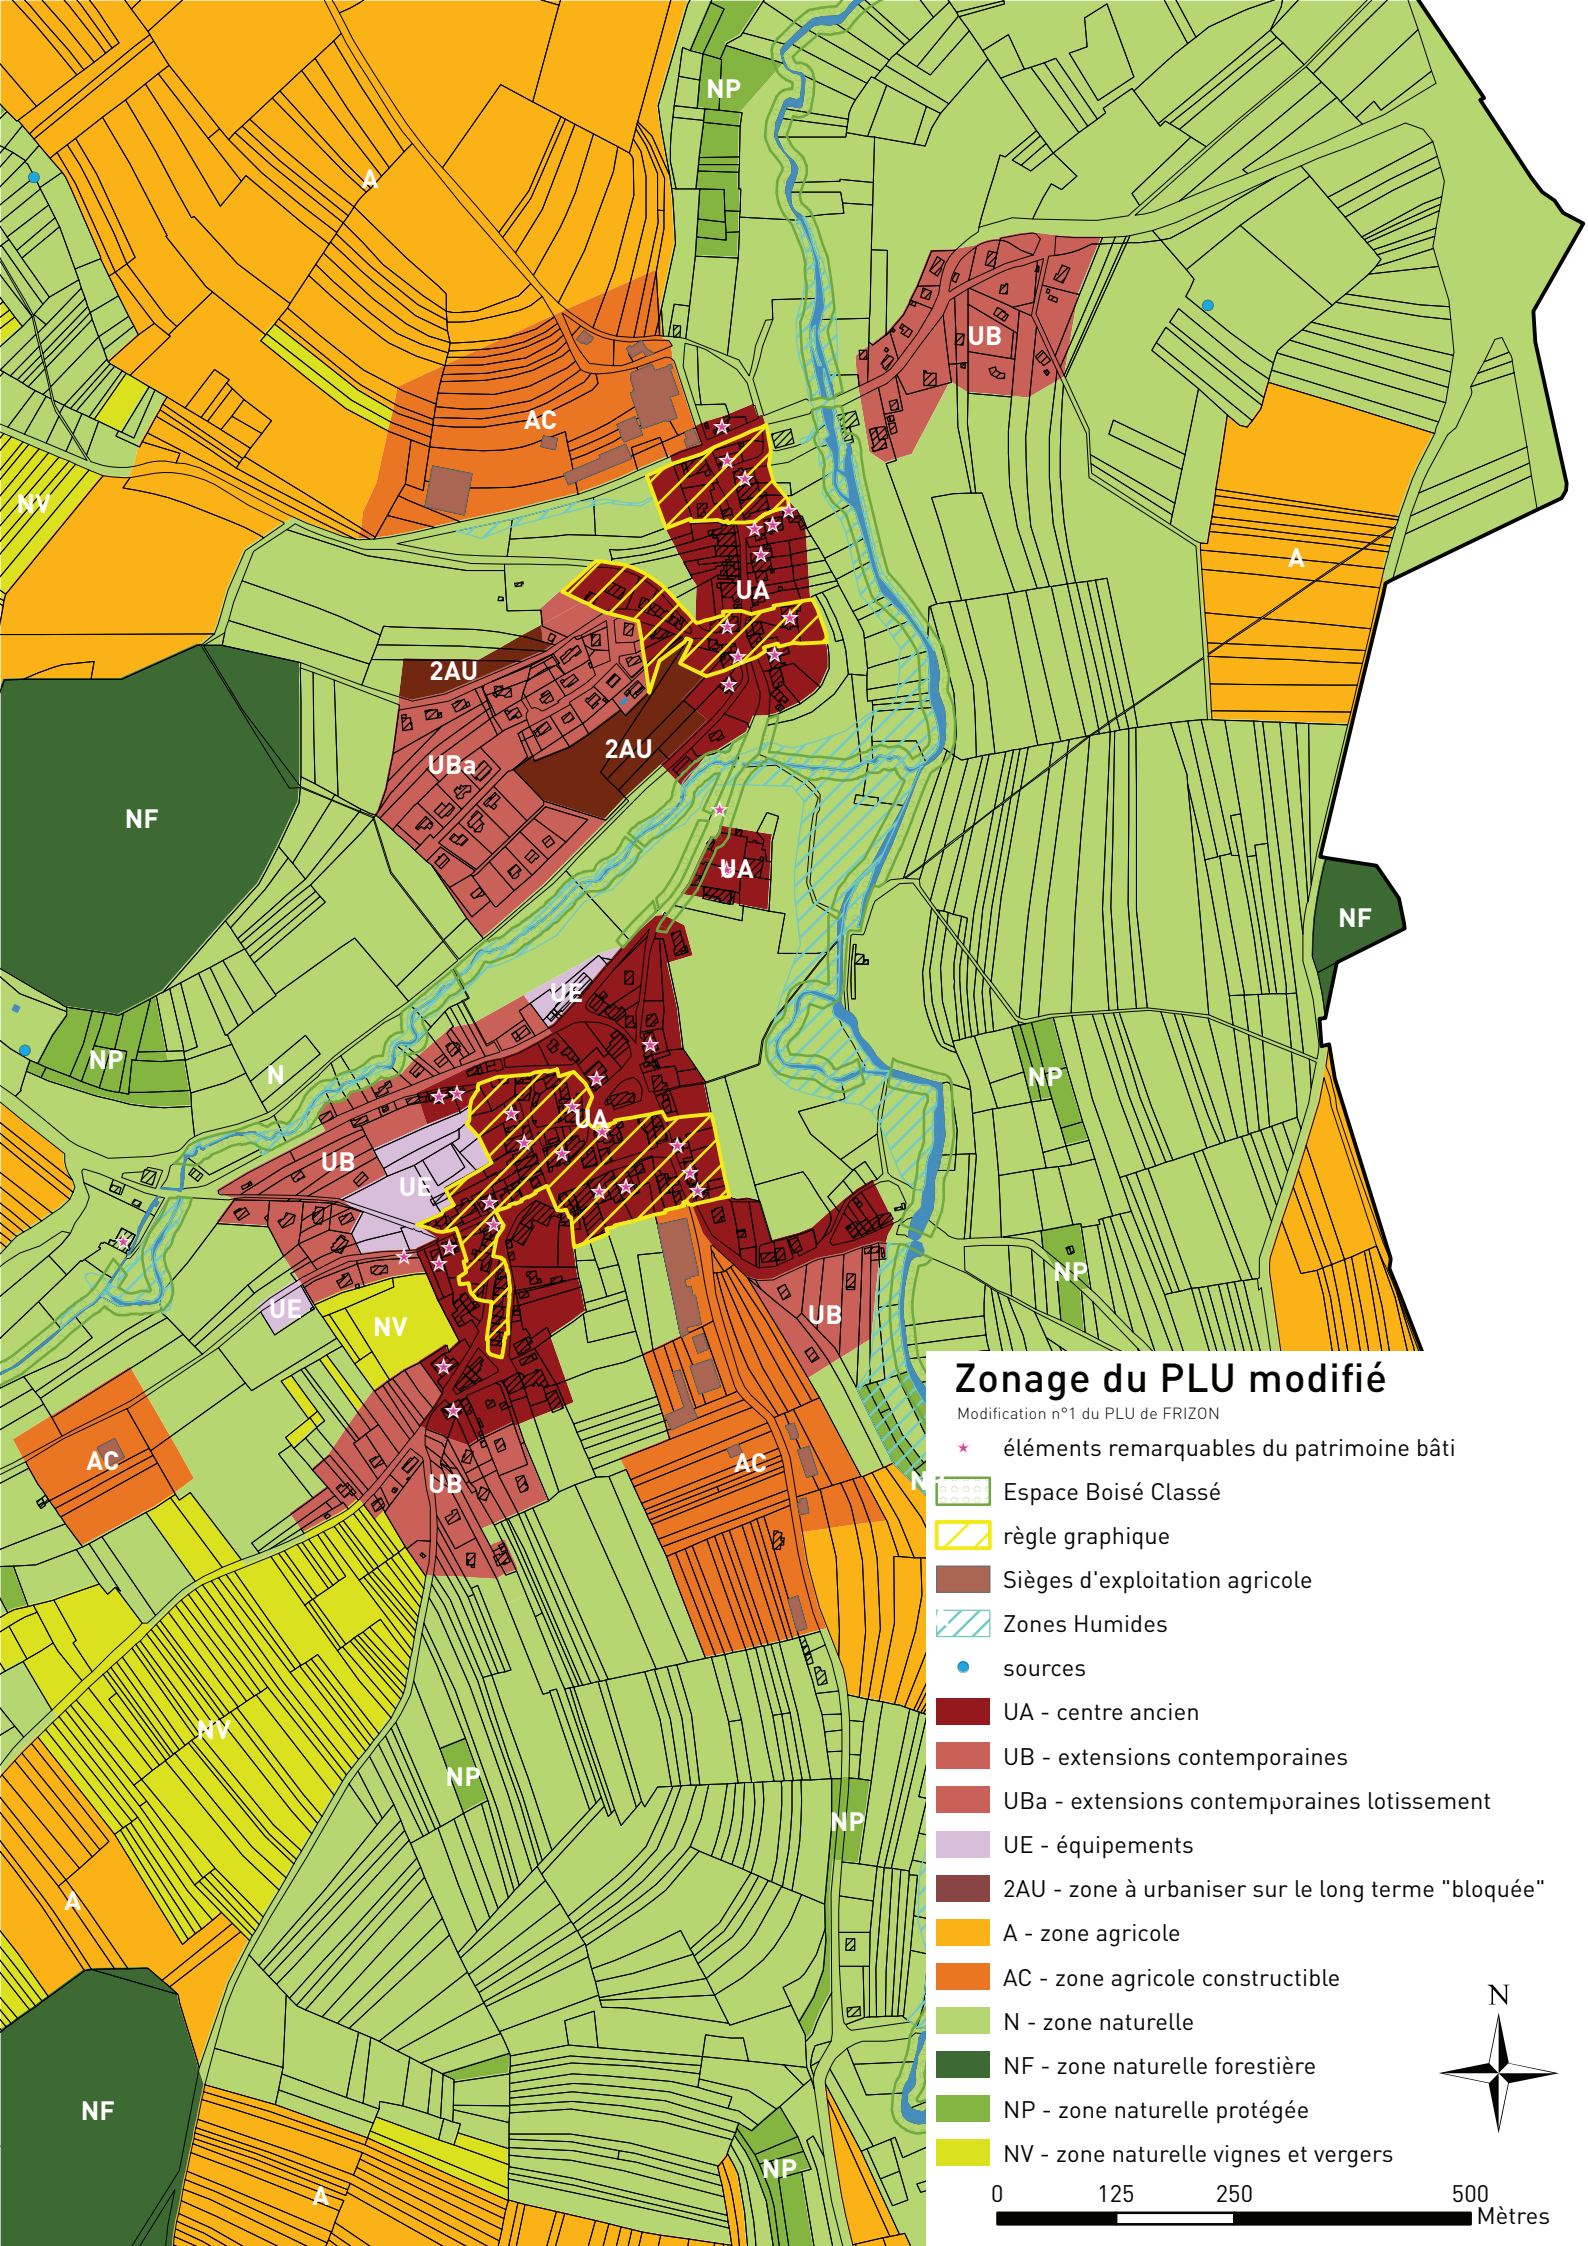 NP
A
UB
AC
NV
A
UA
2AU
2AU
UBa
NF
UA
NF
UE
NP
N
NP
UA
UB
UE
NP
UE
UB
NV
AC
AC
UB
NV
NP
NP
A
NF
NP
A
Zonage du PLU modifié
Modification n°1 du PLU de FRIZON
éléments remarquables du patrimoine bâti
Espace Boisé Classé
règle graphique
Sièges d'exploitation agricole
Zones Humides
sources
UA - centre ancien
UB - extensions contemporaines
UBa - extensions contemporaines lotissement
UE - équipements
2AU - zone à urbaniser sur le long terme "bloquée"
A - zone agricole
AC - zone agricole constructible
N - zone naturelle
NF - zone naturelle forestière
NP - zone naturelle protégée
NV - zone naturelle vignes et vergers
N
0 125 250 500
Mètres